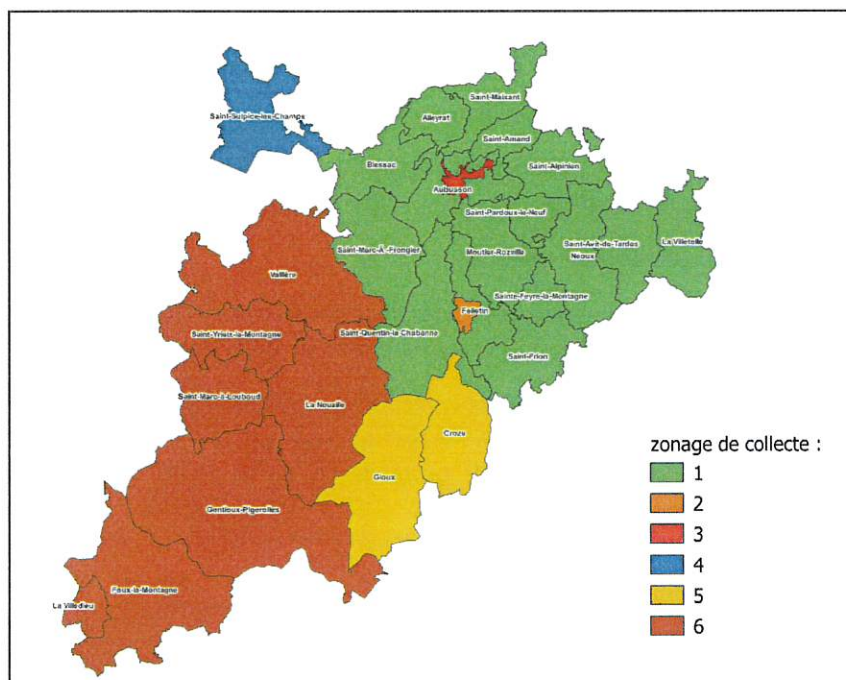 Saint-Maixant
Alleyrat
Saint-Sulpice-les-Champs
Saint-Amand
Blessac
Saint-Alpinien
Aubusson
Saint-Pardoux-le-Neuf
Saint-Marc-A-Frongier
Moutier-Rozeille
Saint-Avit-de-Tardes
La Villetelle
Néoux
Vallière
Sainte-Feyre-la-Montagne
Felletin
Saint-Yrieix-la-Montagne
Saint-Quentin-la-Chabanne
Saint-Frion
Saint-Marc-à-Loubaud
La Nouaille
Croze
Gioux
Gentioux-Pigerolles
Faux-la-Montagne
La Villedieu
zonage de collecte :
1
2
3
4
5
6